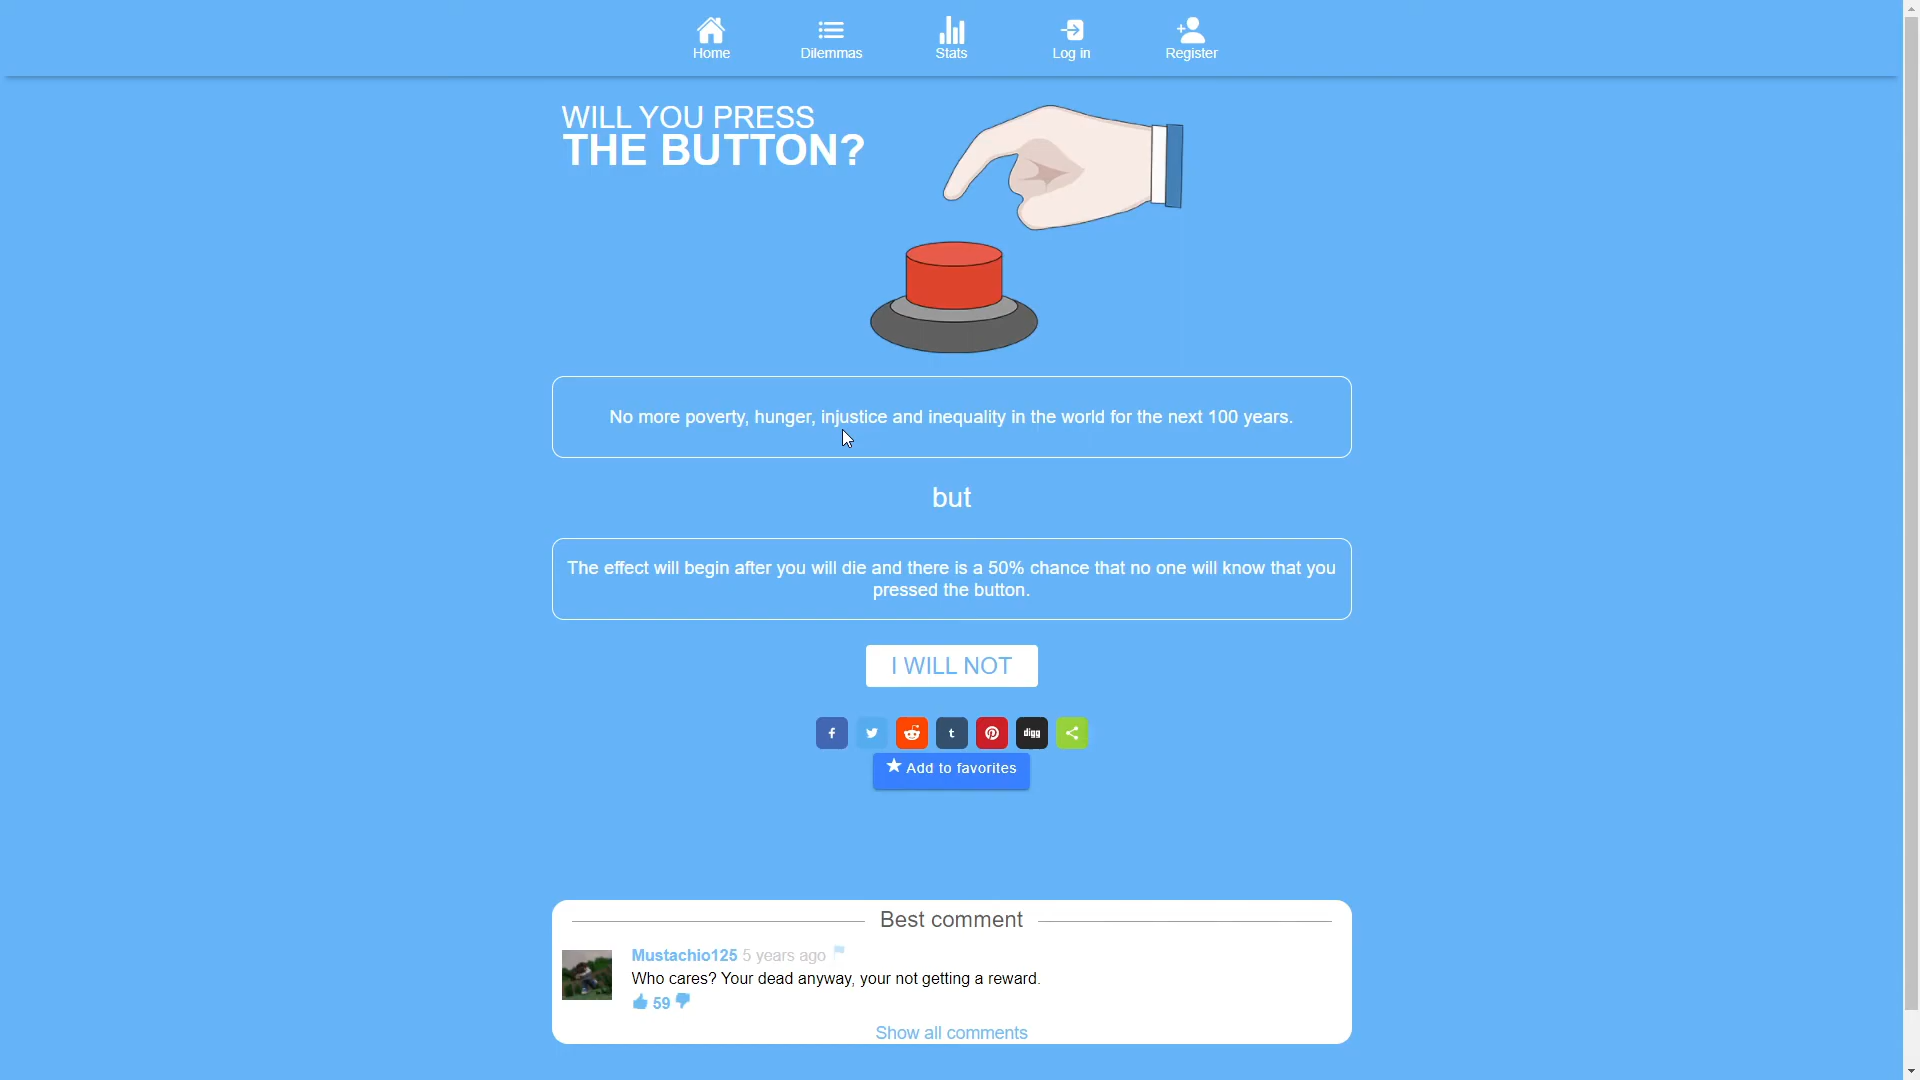 Home
Dilemmas
Stats
Log in
Register
WILL YOU PRESS
THE BUTTON?
No more poverty, hunger, injustice and inequality in the world for the next 100 years.
but
The effect will begin after you will die and there is a 50% chance that no one will know that you
pressed the button.
I WILL NOT
f
t
digg
Add to favorites
Best comment
Mustachio125 5 years ago
Who cares? Your dead anyway, your not getting a reward.
59
Show all comments